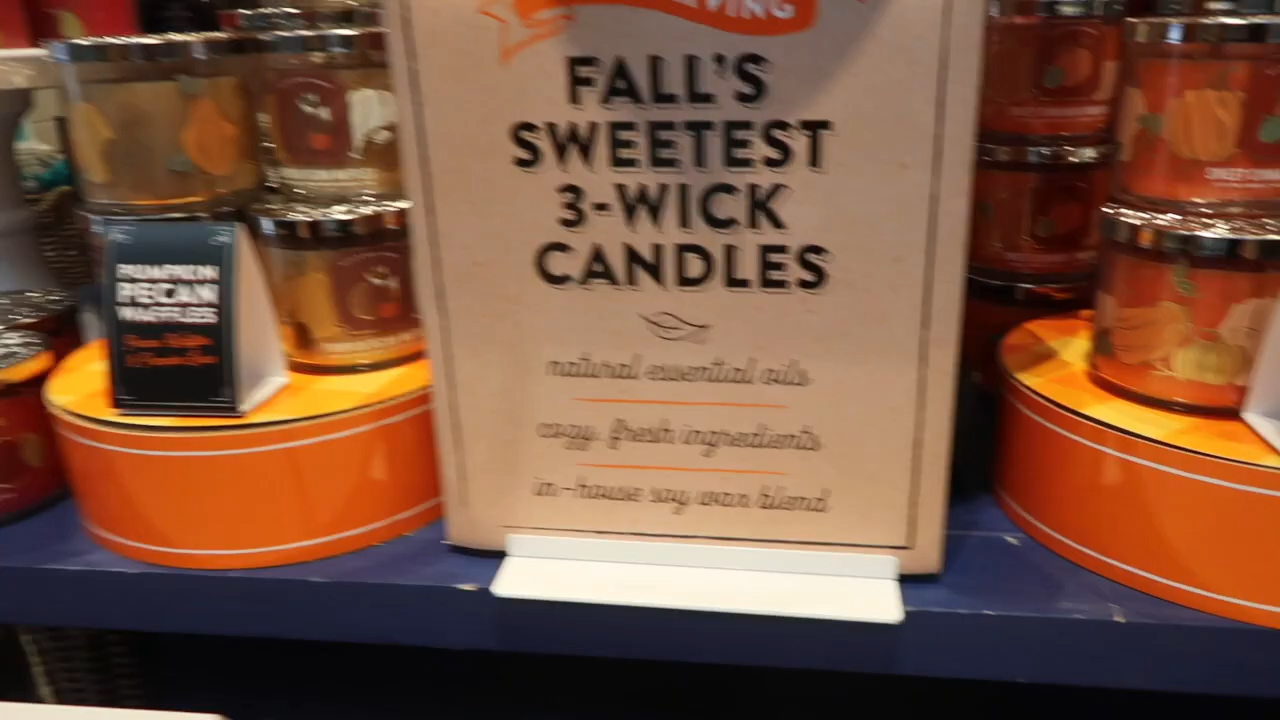 FALL'S
SWEETEST
3-WICK
CANDLES
natural essential oils
cozy, fresh ingredients
in-house soy wax blend
PUMPKIN
PECAN
WAFFLES